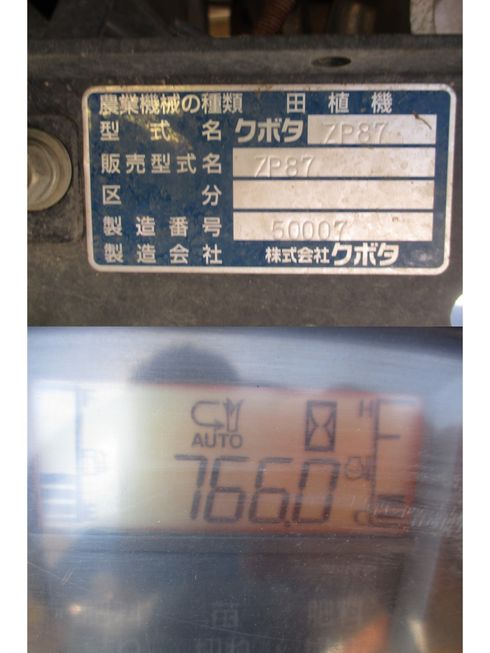 農業機械の種類 田植機
型式名 クボタ ZP87
販売型式名 ZP87
区分
製造番号 50007
製造会社 株式会社クボタ
AUTO
H
766.0
C
苗